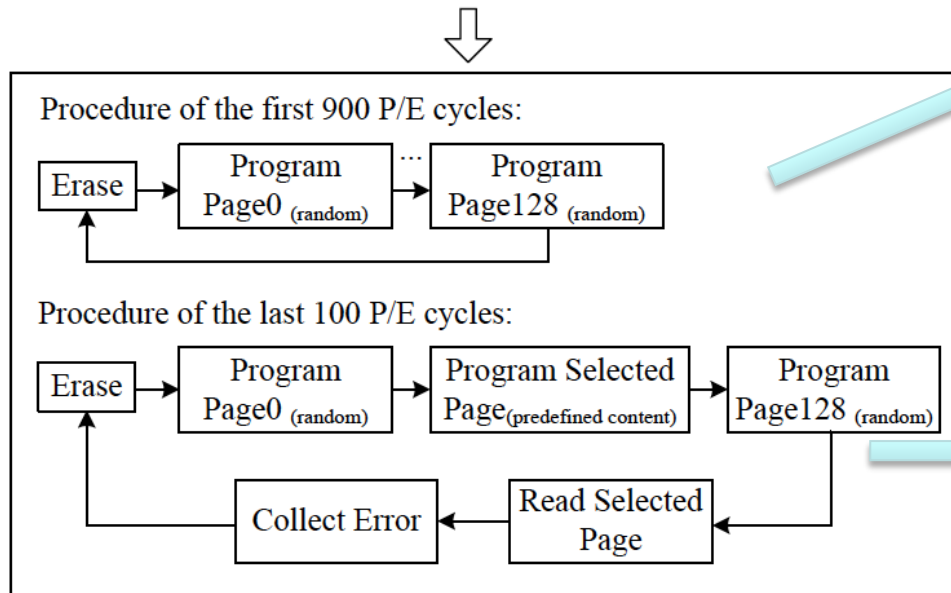 Procedure of the first 900 P/E cycles:
Erase
Program
Page0 (random)
...
Program
Page128 (random)
Procedure of the last 100 P/E cycles:
Erase
Program
Page0 (random)
Program Selected
Page(predefined content)
Program
Page128 (random)
Collect Error
Read Selected
Page